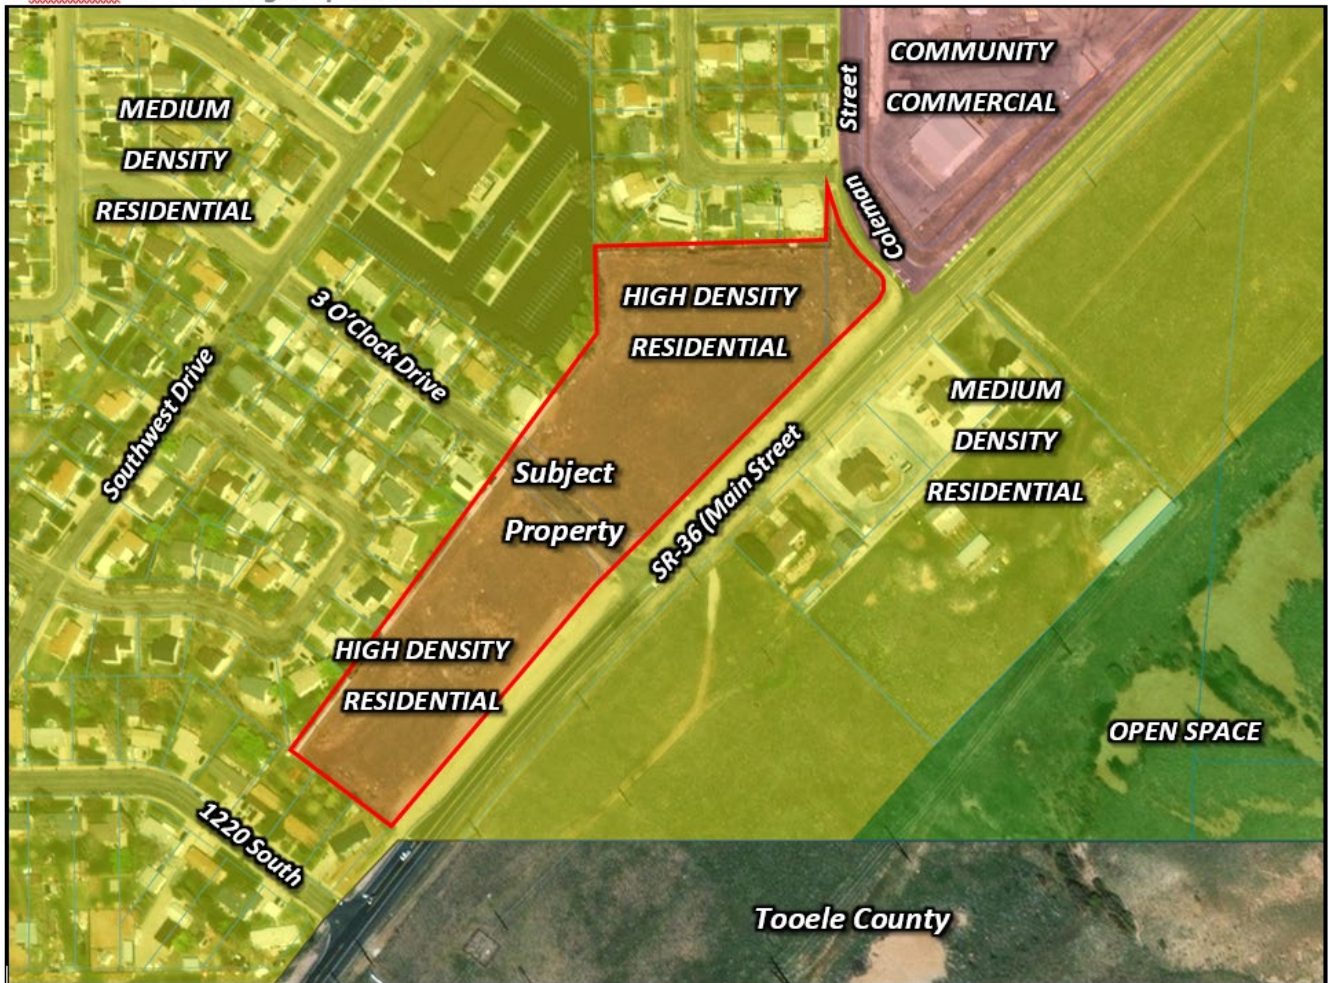 COMMUNITY
COMMERCIAL
Street
Coleman
MEDIUM
DENSITY
RESIDENTIAL
HIGH DENSITY
RESIDENTIAL
3 O'Clock Drive
Southwest Drive
MEDIUM
DENSITY
RESIDENTIAL
Subject
Property
SR-36 (Main Street
HIGH DENSITY
RESIDENTIAL
OPEN SPACE
1220 South
Tooele County